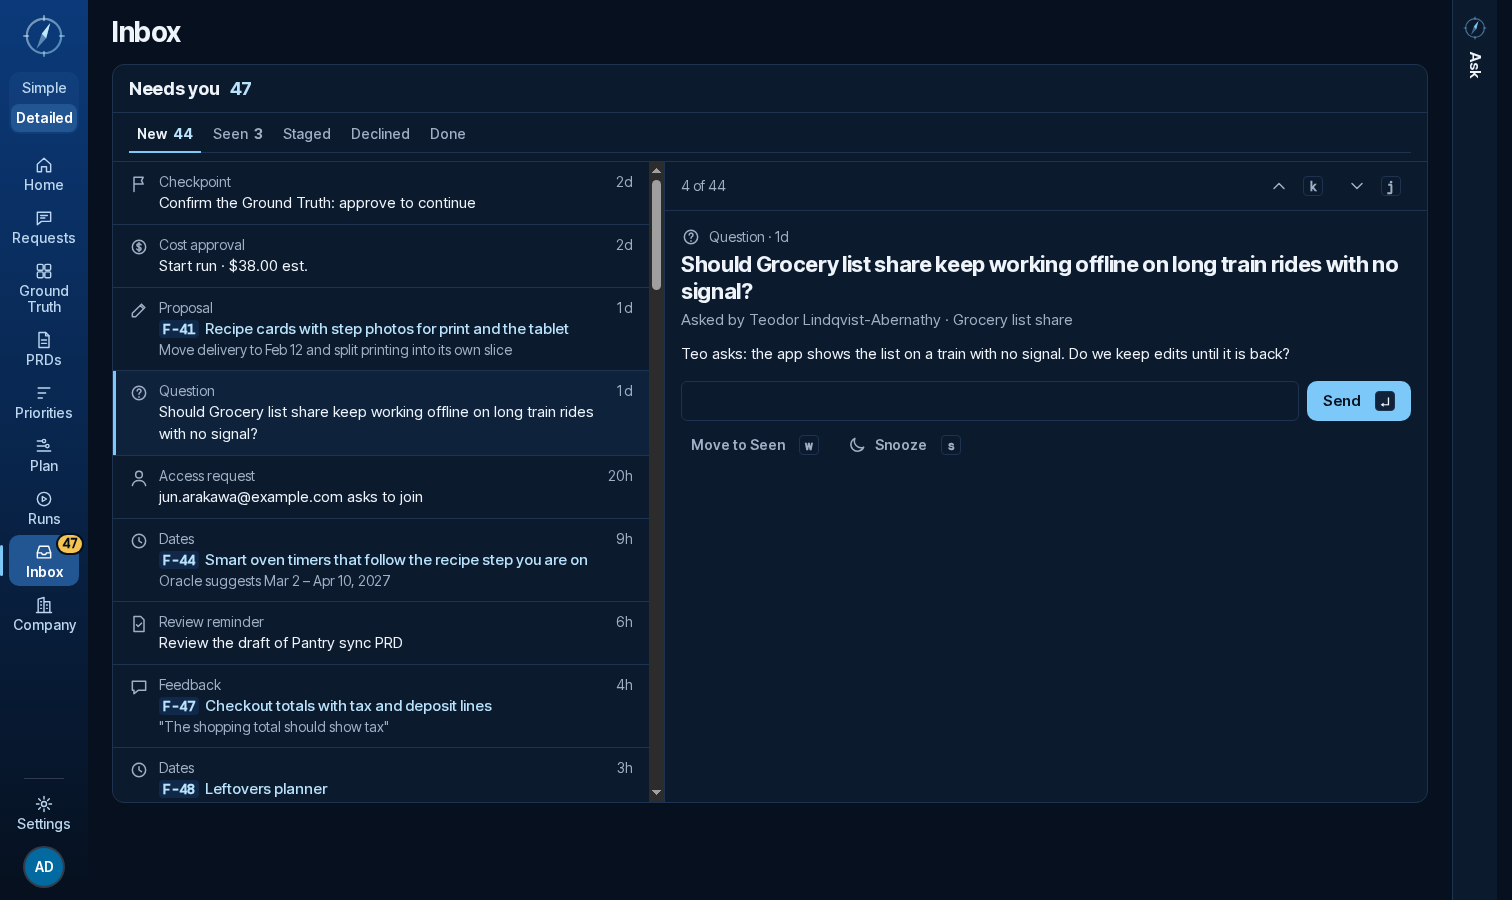 Simple
Detailed
Home
Requests
Ground
Truth
PRDs
Priorities
Plan
Runs
47
Inbox
Company
Settings
AD
Inbox
Needs you 47
New 44 Seen 3 Staged Declined Done
Checkpoint 2d
Confirm the Ground Truth: approve to continue
Cost approval 2d
Start run · $38.00 est.
Proposal 1d
F-41 Recipe cards with step photos for print and the tablet
Move delivery to Feb 12 and split printing into its own slice
Question 1d
Should Grocery list share keep working offline on long train rides
with no signal?
Access request 20h
jun.arakawa@example.com asks to join
Dates 9h
F-44 Smart oven timers that follow the recipe step you are on
Oracle suggests Mar 2 – Apr 10, 2027
Review reminder 6h
Review the draft of Pantry sync PRD
Feedback 4h
F-47 Checkout totals with tax and deposit lines
"The shopping total should show tax"
Dates 3h
F-48 Leftovers planner
4 of 44 k j
Question · 1d
Should Grocery list share keep working offline on long train rides with no
signal?
Asked by Teodor Lindqvist-Abernathy · Grocery list share
Teo asks: the app shows the list on a train with no signal. Do we keep edits until it is back?
Send
Move to Seen w Snooze s
Ask